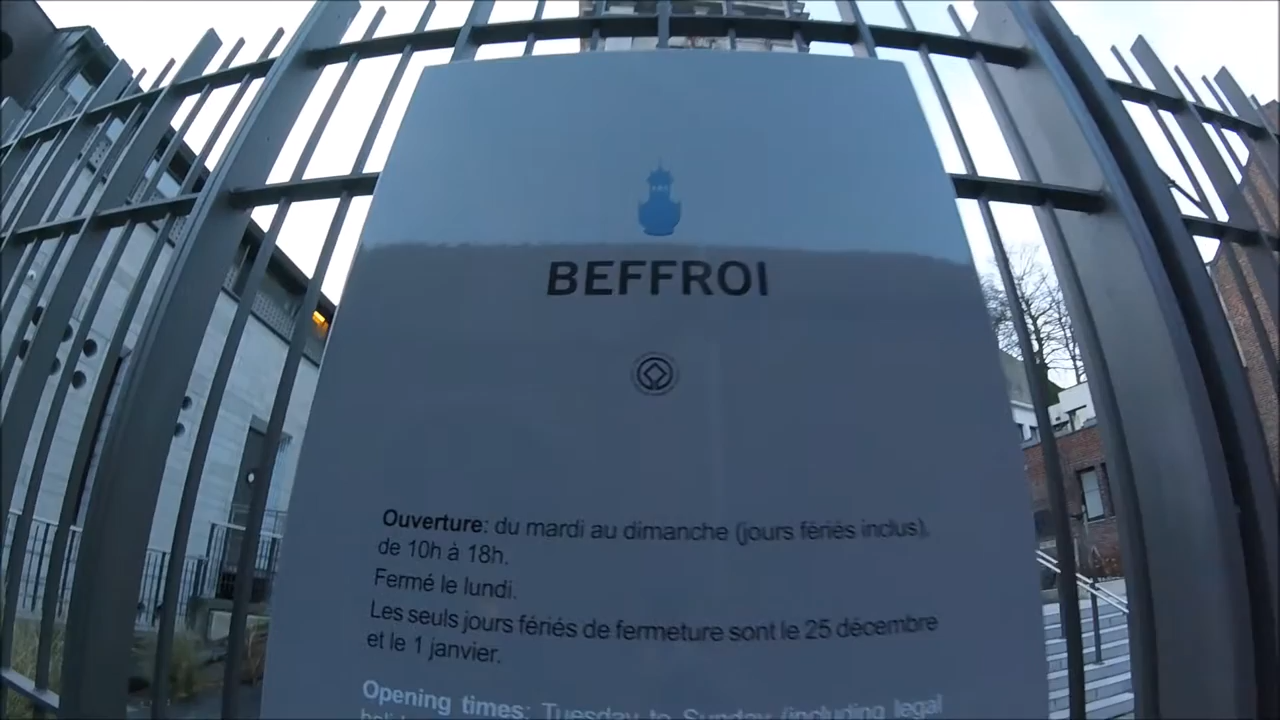 BEFFROI
Ouverture: du mardi au dimanche (jours fériés inclus),
de 10h à 18h.
Fermé le lundi.
Les seuls jours fériés de fermeture sont le 25 décembre
et le 1 janvier.
Opening times: Tuesday to Sunday (including legal